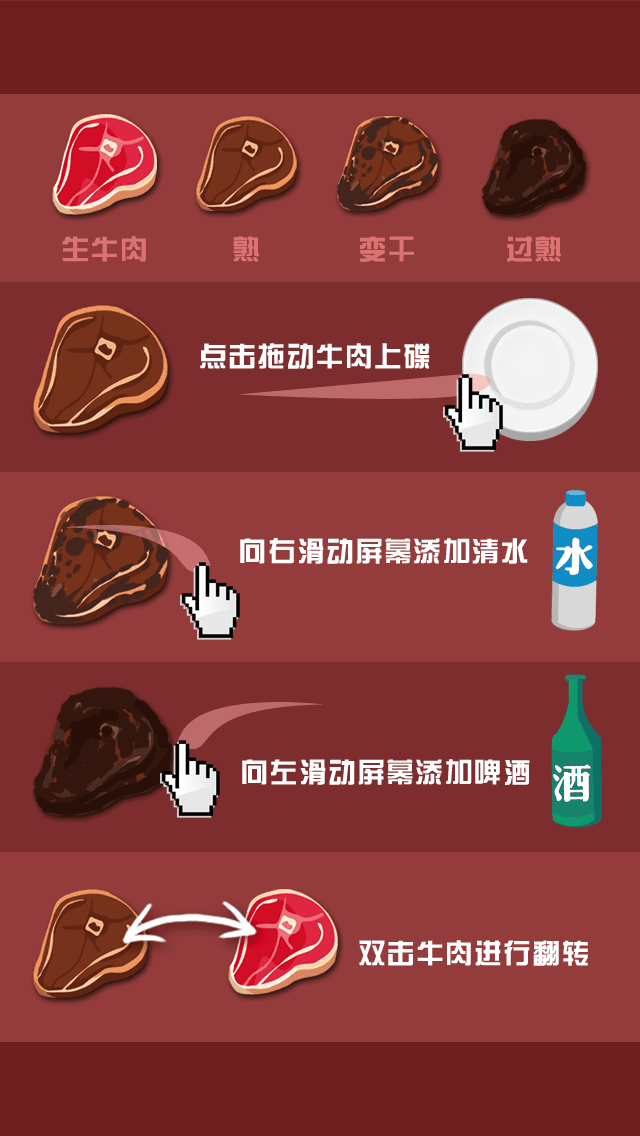 生牛肉 熟 变干 过熟
点击拖动牛肉上碟
向右滑动屏幕添加清水
水
向左滑动屏幕添加啤酒
酒
双击牛肉进行翻转